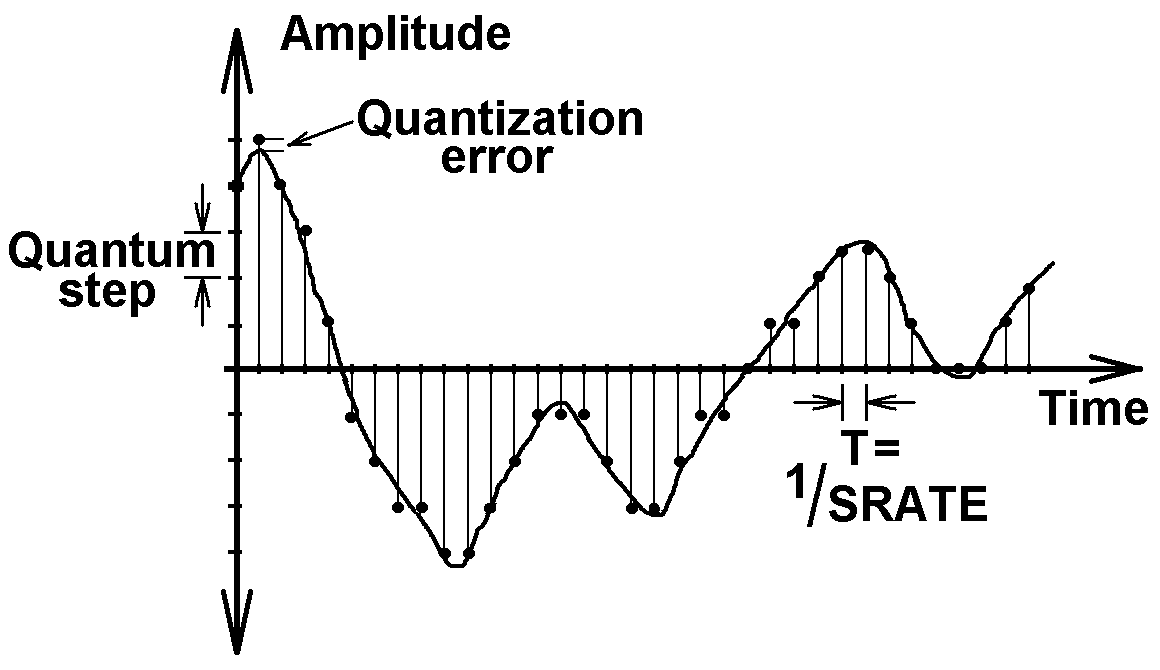 Amplitude
Quantization
error
Quantum
step
Time
T=
1/SRATE